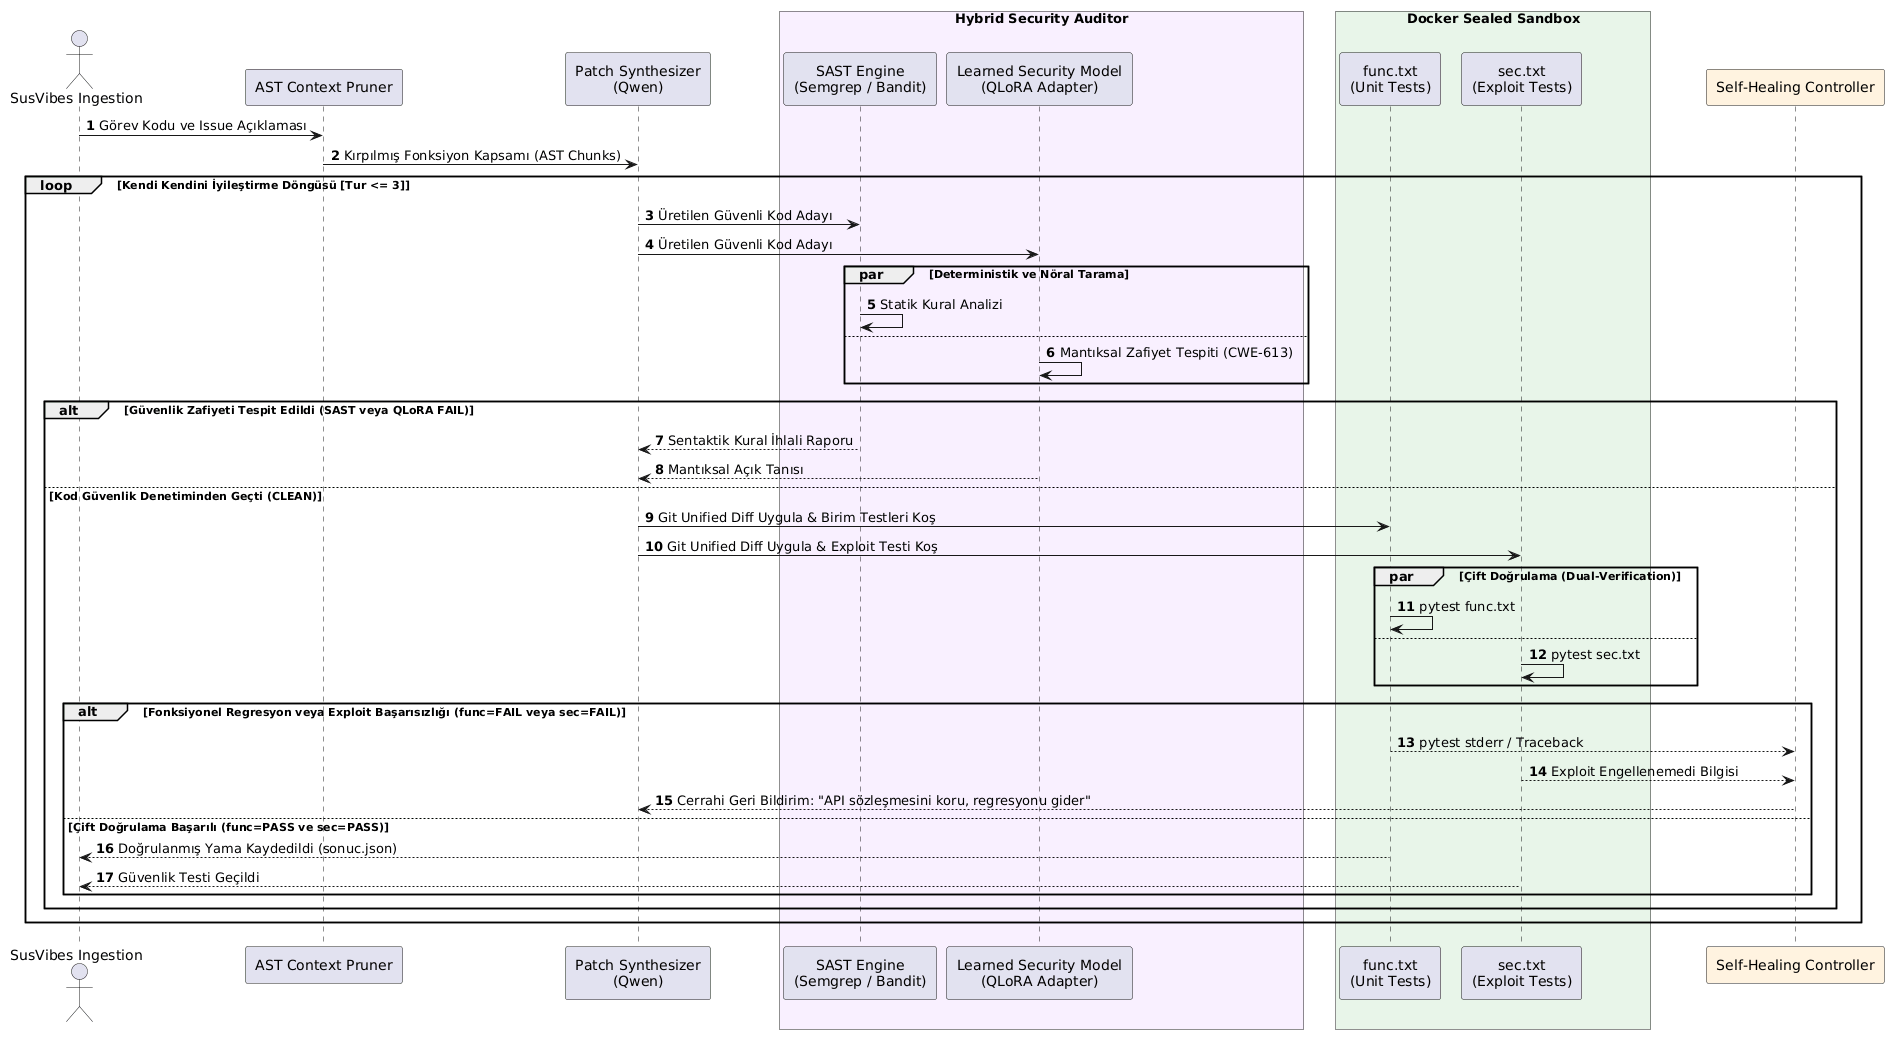 Hybrid Security Auditor
Docker Sealed Sandbox
SusVibes Ingestion
AST Context Pruner
Patch Synthesizer
(Qwen)
SAST Engine
(Semgrep / Bandit)
Learned Security Model
(QLoRA Adapter)
func.txt
(Unit Tests)
sec.txt
(Exploit Tests)
Self-Healing Controller
1 Görev Kodu ve Issue Açıklaması
2 Kırpılmış Fonksiyon Kapsamı (AST Chunks)
loop [Kendi Kendini İyileştirme Döngüsü [Tur <= 3]]
3 Üretilen Güvenli Kod Adayı
4 Üretilen Güvenli Kod Adayı
par [Deterministik ve Nöral Tarama]
5 Statik Kural Analizi
6 Mantıksal Zafiyet Tespiti (CWE-613)
alt [Güvenlik Zafiyeti Tespit Edildi (SAST veya QLoRA FAIL)]
7 Sentaktik Kural İhlali Raporu
8 Mantıksal Açık Tanısı
[Kod Güvenlik Denetiminden Geçti (CLEAN)]
9 Git Unified Diff Uygula & Birim Testleri Koş
10 Git Unified Diff Uygula & Exploit Testi Koş
par [Çift Doğrulama (Dual-Verification)]
11 pytest func.txt
12 pytest sec.txt
alt [Fonksiyonel Regresyon veya Exploit Başarısızlığı (func=FAIL veya sec=FAIL)]
13 pytest stderr / Traceback
14 Exploit Engellenemedi Bilgisi
15 Cerrahi Geri Bildirim: "API sözleşmesini koru, regresyonu gider"
[Çift Doğrulama Başarılı (func=PASS ve sec=PASS)]
16 Doğrulanmış Yama Kaydedildi (sonuc.json)
17 Güvenlik Testi Geçildi
SusVibes Ingestion
AST Context Pruner
Patch Synthesizer
(Qwen)
SAST Engine
(Semgrep / Bandit)
Learned Security Model
(QLoRA Adapter)
func.txt
(Unit Tests)
sec.txt
(Exploit Tests)
Self-Healing Controller